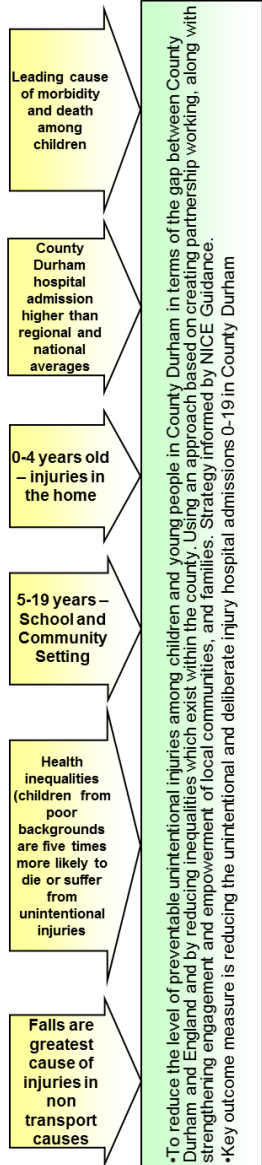 Leading cause
of morbidity
and death
among
children
County
Durham
hospital
admission
higher than
regional and
national
averages
0-4 years old
– injuries in
the home
5-19 years –
School and
Community
Setting
Health
inequalities
(children from
poor
backgrounds
are five times
more likely to
die or suffer
from
unintentional
injuries
Falls are
greatest
cause of
injuries in
non
transport
causes
•To reduce the level of preventable unintentional injuries among children and young people in County Durham in terms of the gap between County
Durham and England and by reducing inequalities which exist within the county. Using an approach based on creating partnership working, along with
strengthening engagement and empowerment of local communities, and families. Strategy informed by NICE Guidance.
•Key outcome measure is reducing the unintentional and deliberate injury hospital admissions 0-19 in County Durham